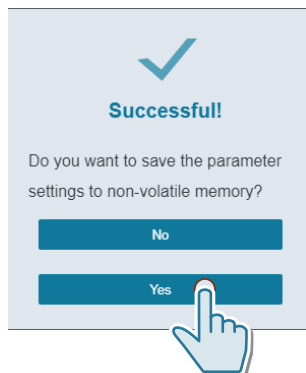 Successful!
Do you want to save the parameter
settings to non-volatile memory?
No
Yes